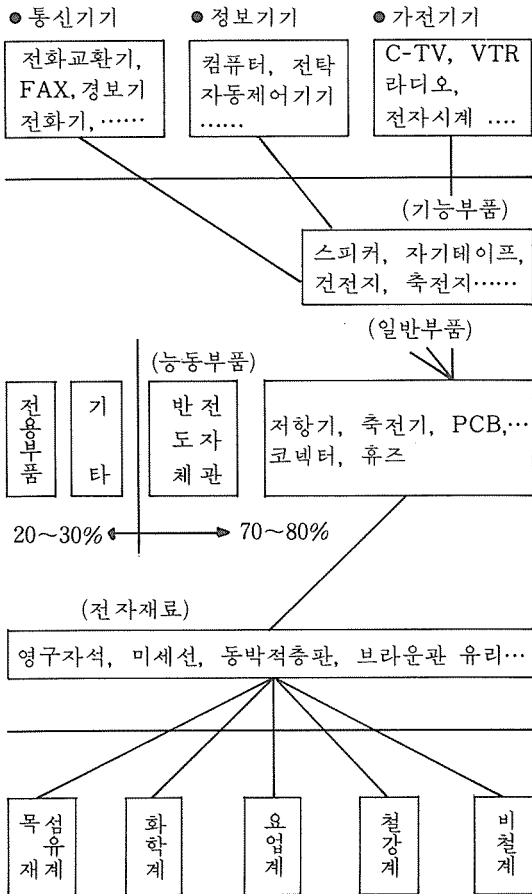 ● 통신기기 ● 정보기기 ● 가전기기
전화교환기,
FAX, 경보기
전화기, ……
컴퓨터, 전탁
자동제어기기
……
C-TV, VTR
라디오,
전자시계 ….
(기능부품)
스피커, 자기테이프,
건전지, 축전지……
(일반부품)
(능동부품)
전용부품
기타
반도체
전자관
저항기, 축전기, PCB,…
코넥터, 휴즈
20~30% 70~80%
(전자재료)
영구자석, 미세선, 동박적층판, 브라운관 유리…
목재
섬유계
화학계
요업계
철강계
비철계